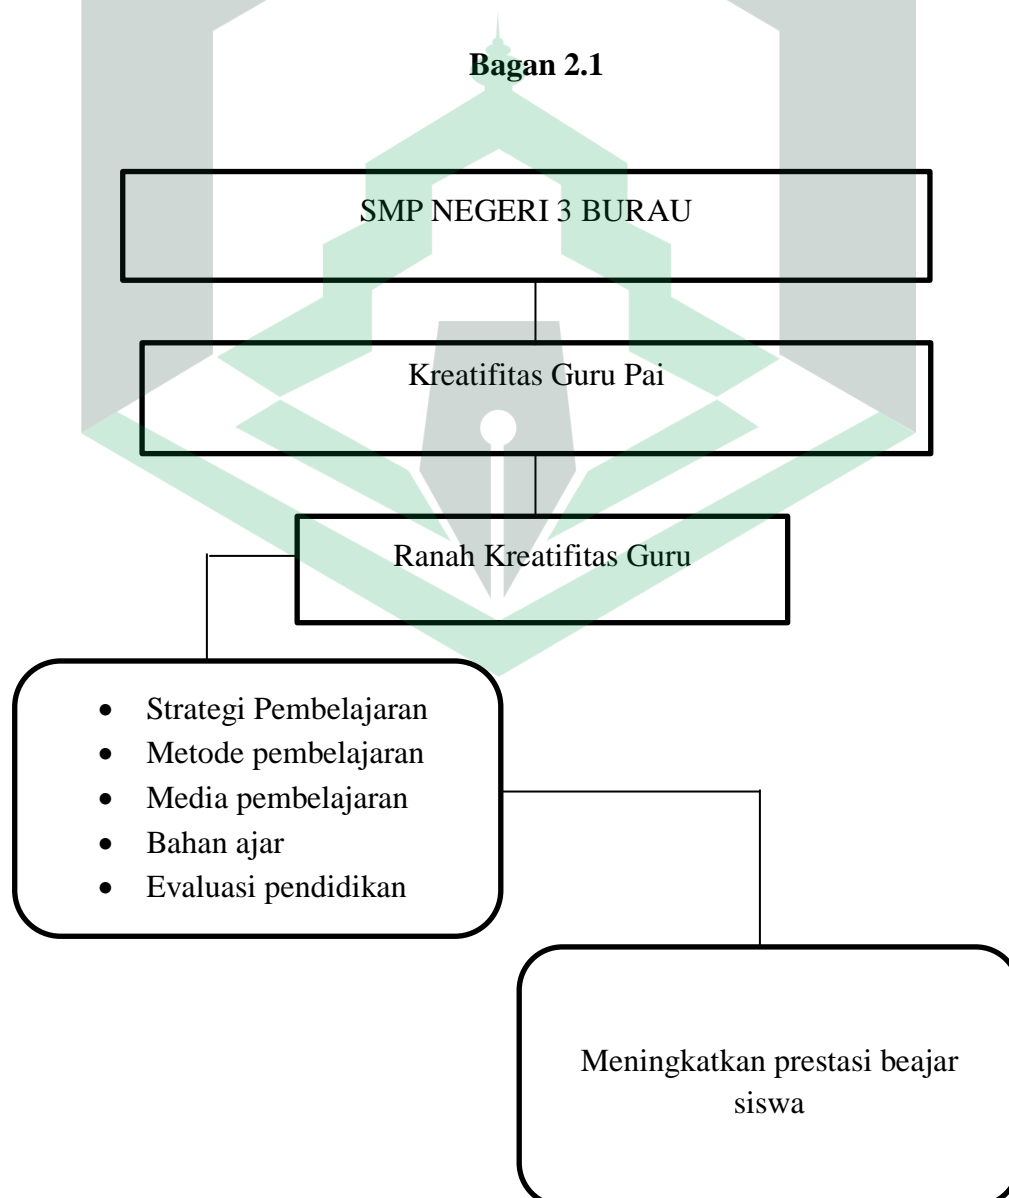 Bagan 2.1
SMP NEGERI 3 BURAU
Kreatifitas Guru Pai
Ranah Kreatifitas Guru
• Strategi Pembelajaran
• Metode pembelajaran
• Media pembelajaran
• Bahan ajar
• Evaluasi pendidikan
Meningkatkan prestasi beajar
siswa